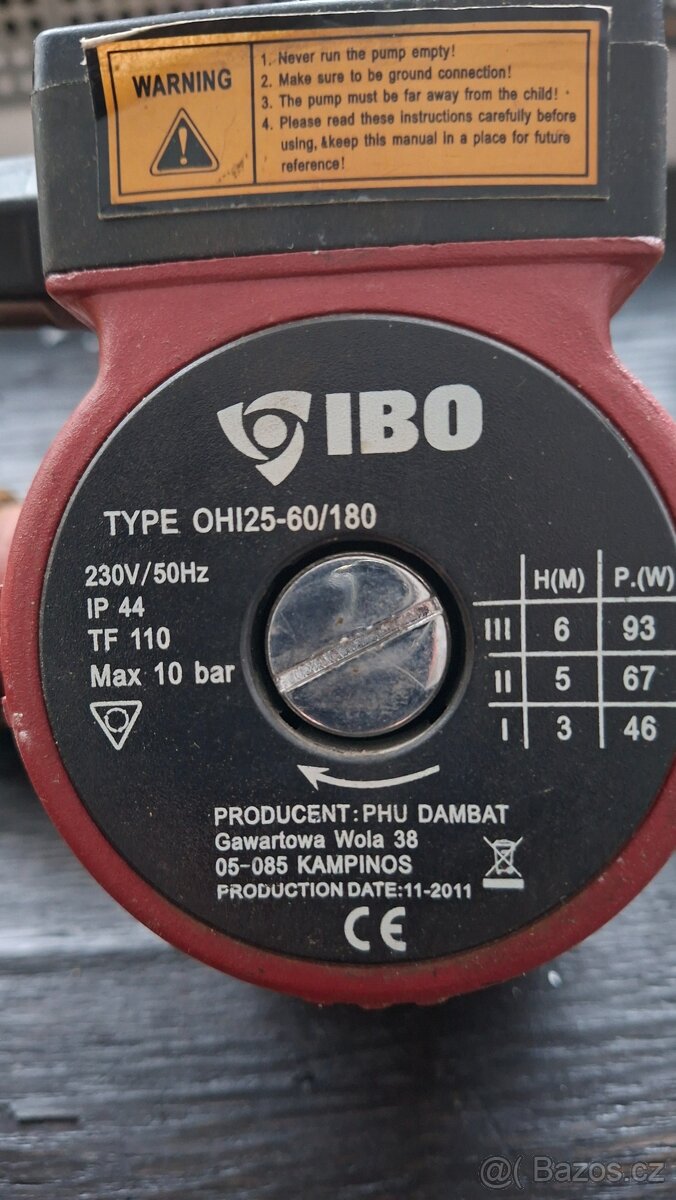 WARNING
1. Never run the pump empty!
2. Make sure to be ground connection!
3. The pump must be far away from the child!
4. Please read these instructions carefully before
using, &keep this manual in a place for future
reference!
IBO
TYPE OHI25-60/180
230V/50Hz
IP 44
TF 110
Max 10 bar
H(M) P.(W)
III 6 93
II 5 67
I 3 46
PRODUCENT: PHU DAMBAT
Gawartowa Wola 38
05-085 KAMPINOS
PRODUCTION DATE:11-2011
CE
@( Bazos.cz